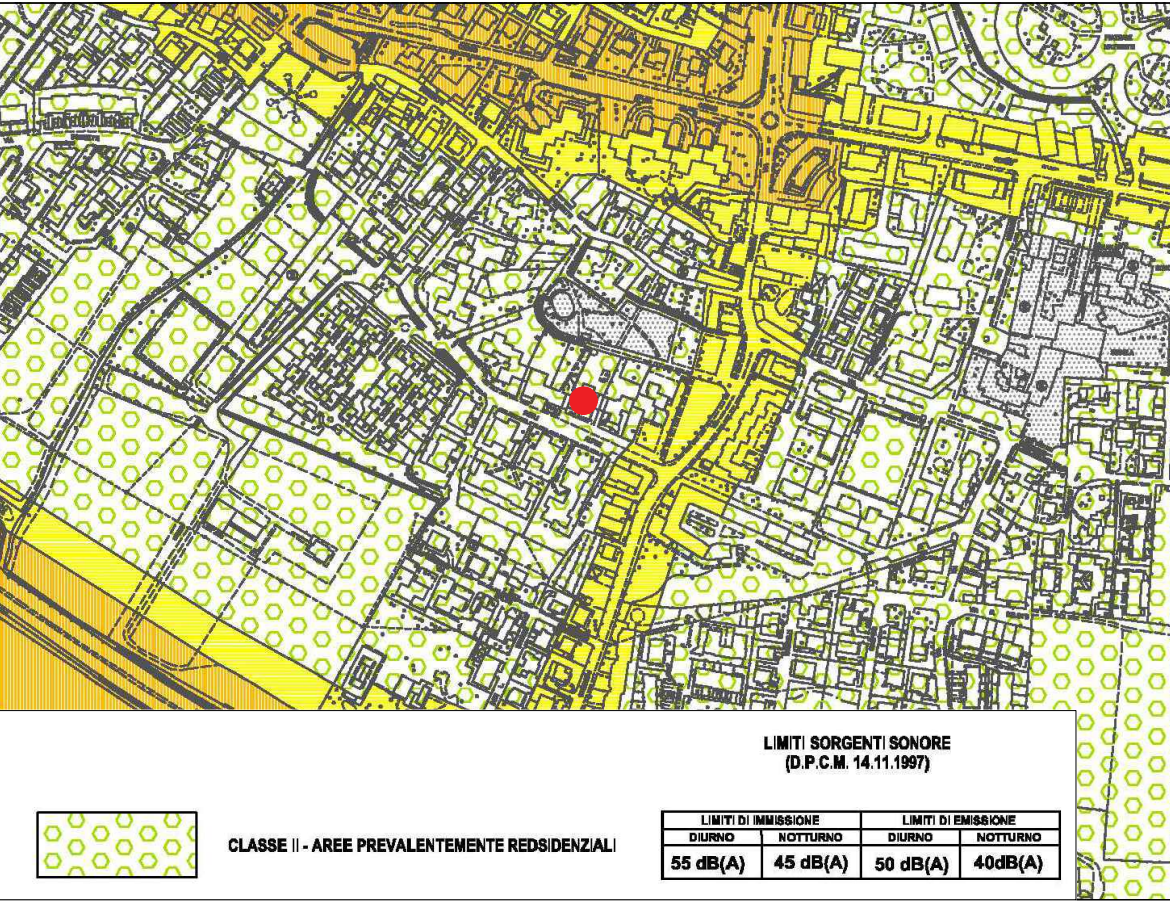 LIMITI SORGENTI SONORE
(D.P.C.M. 14.11.1997)
CLASSE II - AREE PREVALENTEMENTE REDSIDENZIALI
LIMITI DI IMMISSIONE LIMITI DI EMISSIONE
DIURNO NOTTURNO DIURNO NOTTURNO
55 dB(A) 45 dB(A) 50 dB(A) 40dB(A)